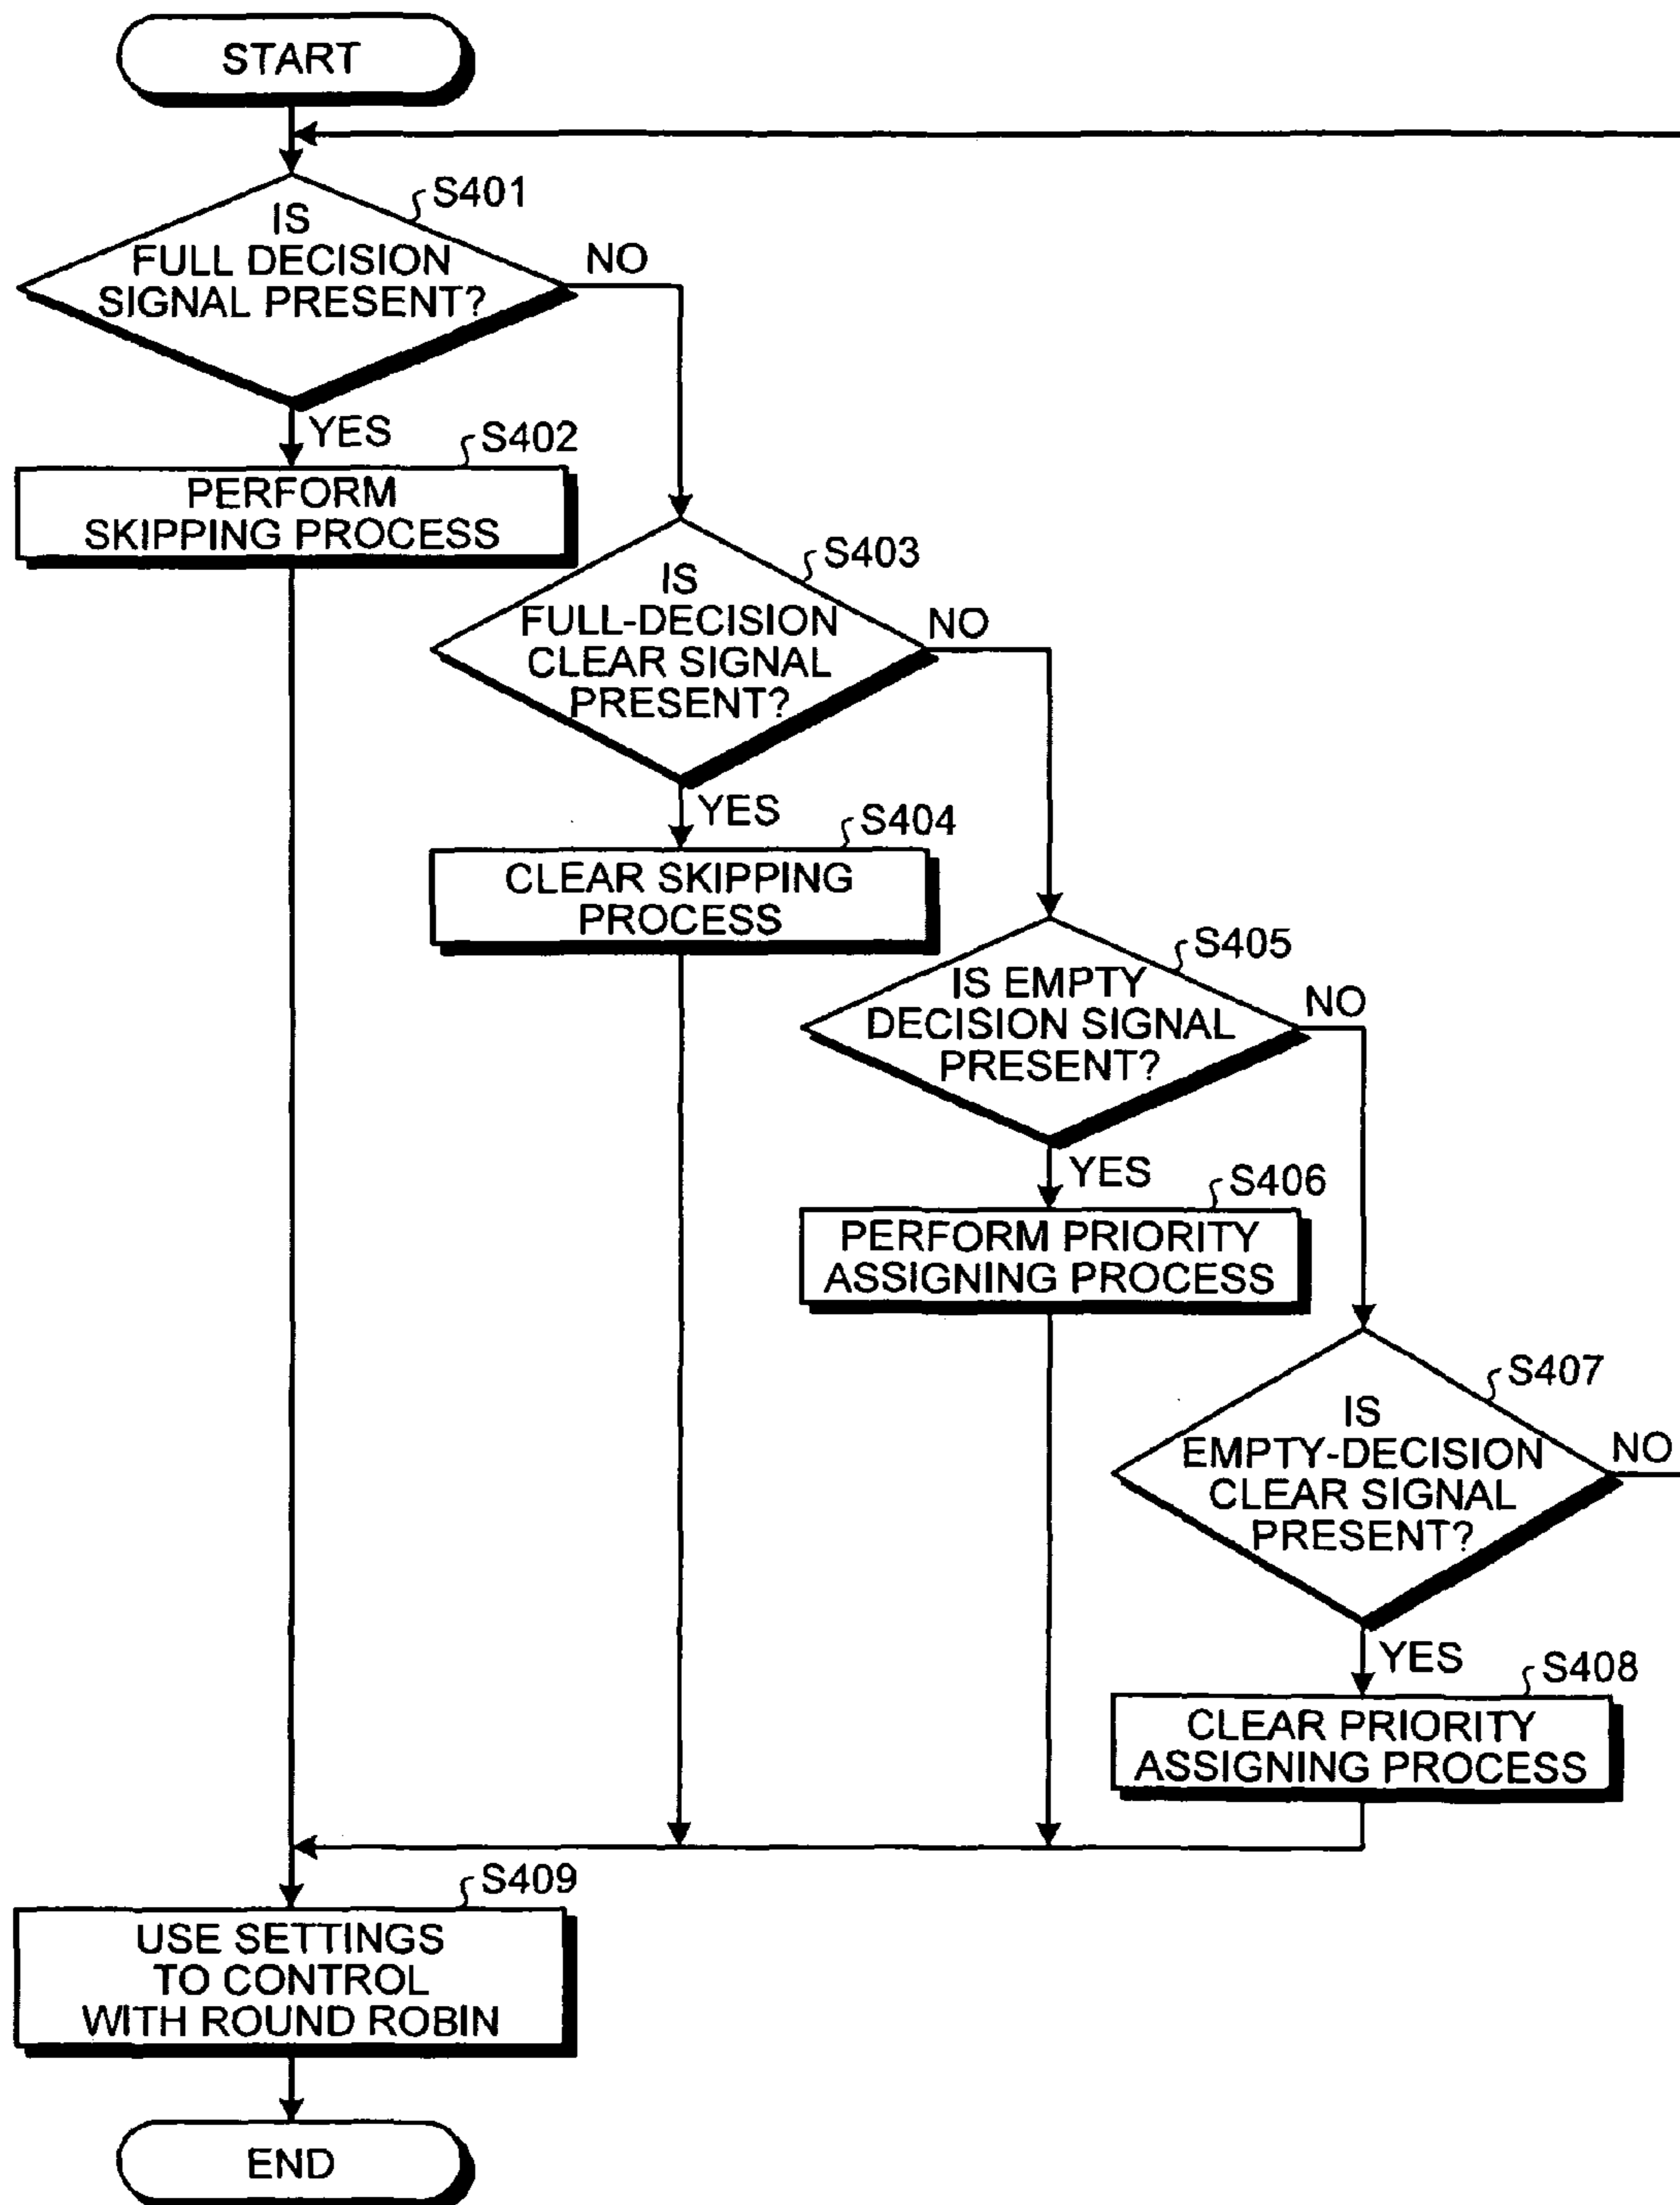 START
S401
IS
FULL DECISION
SIGNAL PRESENT?
NO
YES
S402
PERFORM
SKIPPING PROCESS
S403
IS
FULL-DECISION
CLEAR SIGNAL
PRESENT?
NO
YES
S404
CLEAR SKIPPING
PROCESS
S405
IS EMPTY
DECISION SIGNAL
PRESENT?
NO
YES
S406
PERFORM PRIORITY
ASSIGNING PROCESS
S407
IS
EMPTY-DECISION
CLEAR SIGNAL
PRESENT?
NO
YES
S408
CLEAR PRIORITY
ASSIGNING PROCESS
S409
USE SETTINGS
TO CONTROL
WITH ROUND ROBIN
END